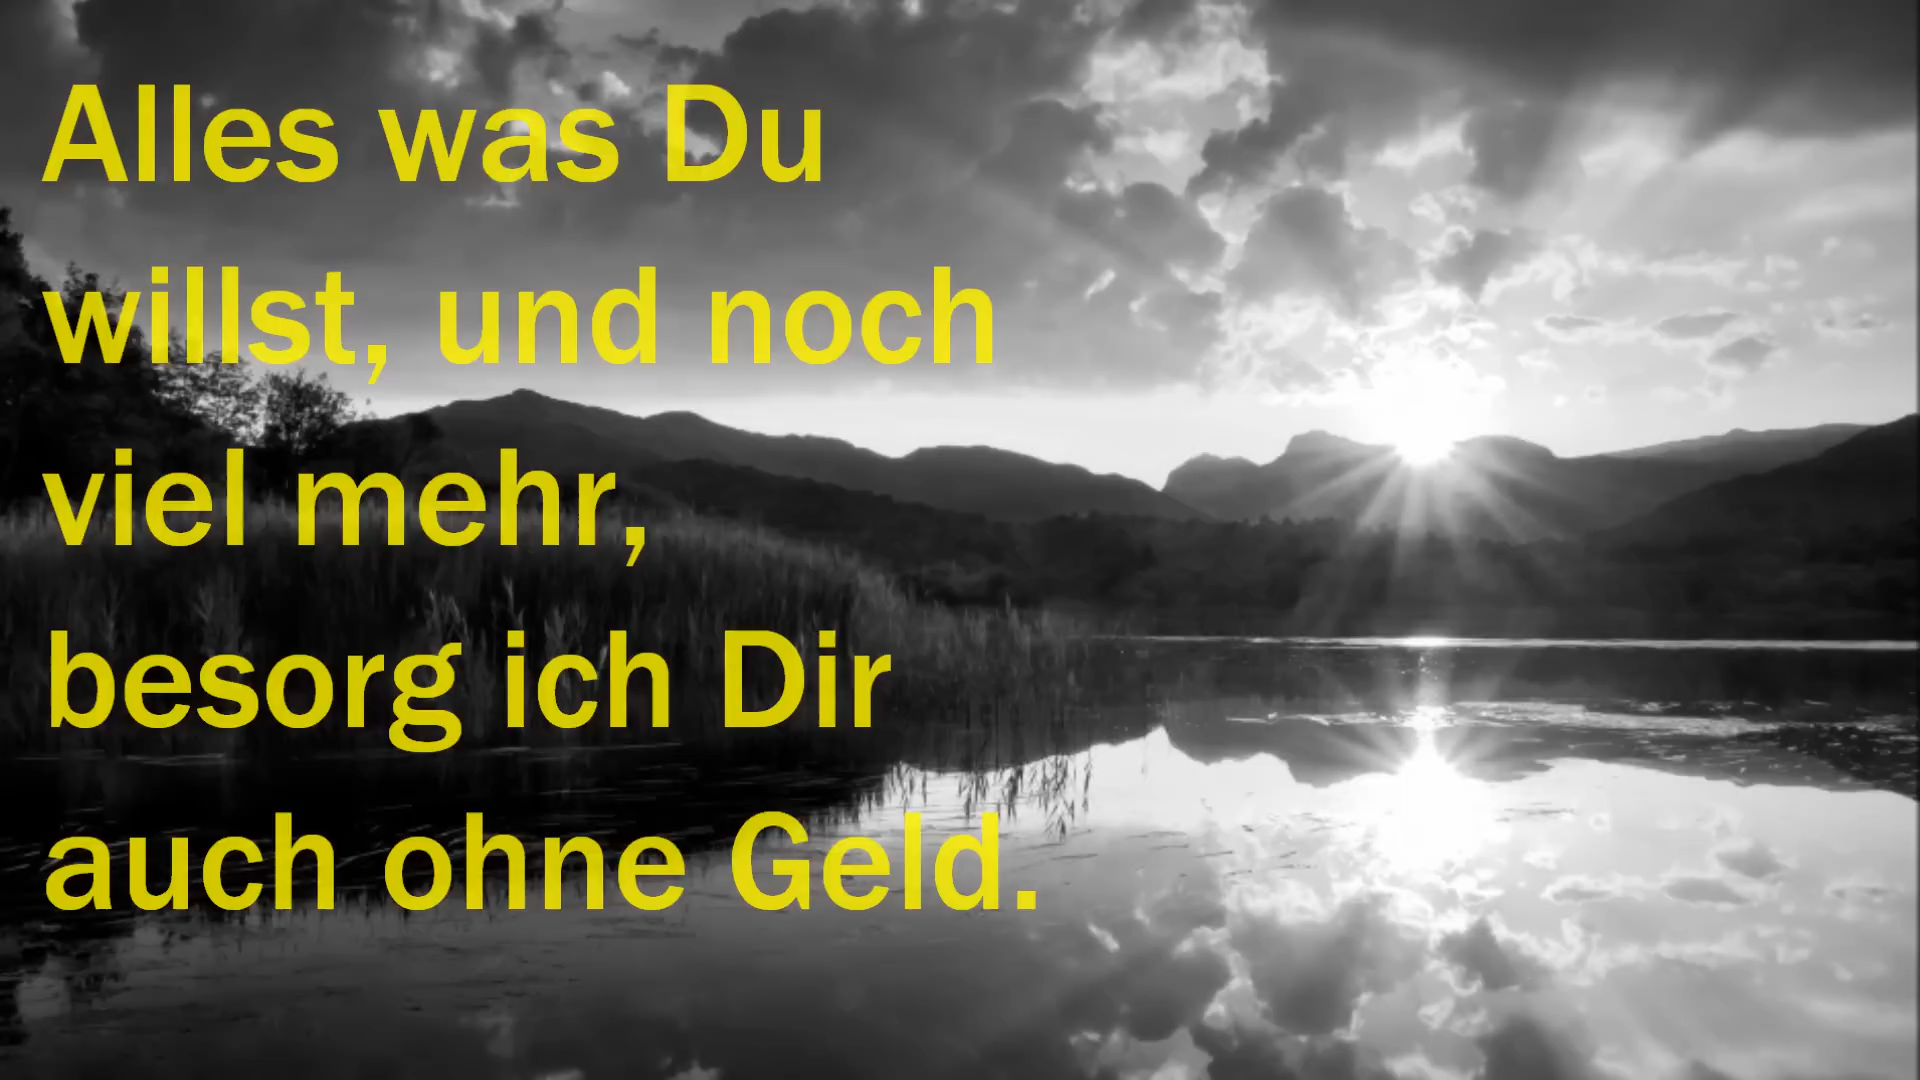 Alles was Du
willst, und noch
viel mehr,
besorg ich Dir
auch ohne Geld.